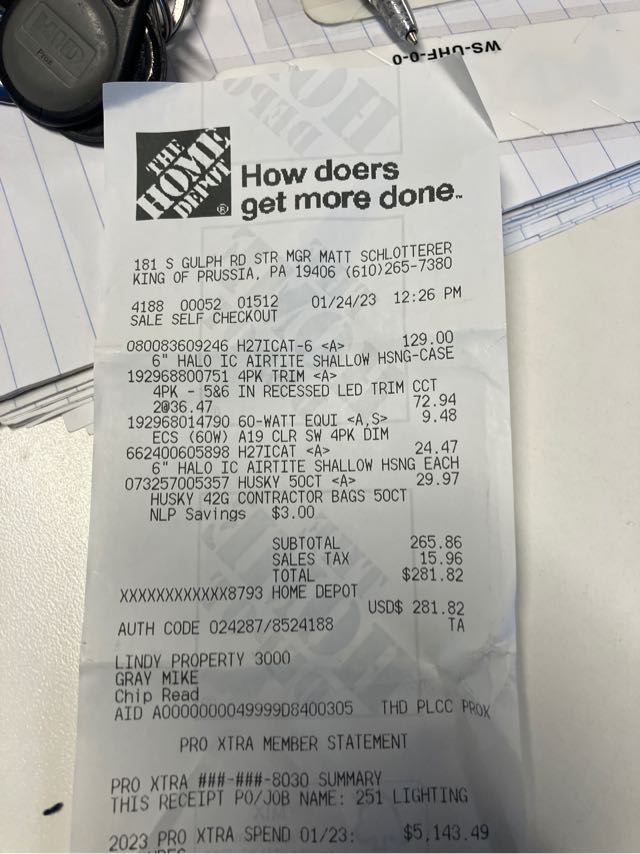 Prox
HID
WS-UHF-0-0
THE
HOME
DEPOT
®
How doers
get more done™
181 S GULPH RD STR MGR MATT SCHLOTTERER
KING OF PRUSSIA, PA 19406 (610)265-7380
4188 00052 01512 01/24/23 12:26 PM
SALE SELF CHECKOUT
080083609246 H27ICAT-6 <A> 129.00
6" HALO IC AIRTITE SHALLOW HSNG-CASE
192968800751 4PK TRIM <A>
4PK - 5&6 IN RECESSED LED TRIM CCT
2@36.47 72.94
192968014790 60-WATT EQUI <A,S> 9.48
ECS (60W) A19 CLR SW 4PK DIM
662400605898 H27ICAT <A> 24.47
6" HALO IC AIRTITE SHALLOW HSNG EACH
073257005357 HUSKY 50CT <A> 29.97
HUSKY 42G CONTRACTOR BAGS 50CT
NLP Savings $3.00
SUBTOTAL 265.86
SALES TAX 15.96
TOTAL $281.82
XXXXXXXXXXXX8793 HOME DEPOT
USD$ 281.82
AUTH CODE 024287/8524188 TA
LINDY PROPERTY 3000
GRAY MIKE
Chip Read
AID A0000000049999D8400305 THD PLCC PROX
PRO XTRA MEMBER STATEMENT
PRO XTRA ###-###-8030 SUMMARY
THIS RECEIPT PO/JOB NAME: 251 LIGHTING
2023 PRO XTRA SPEND 01/23: $5,143.49